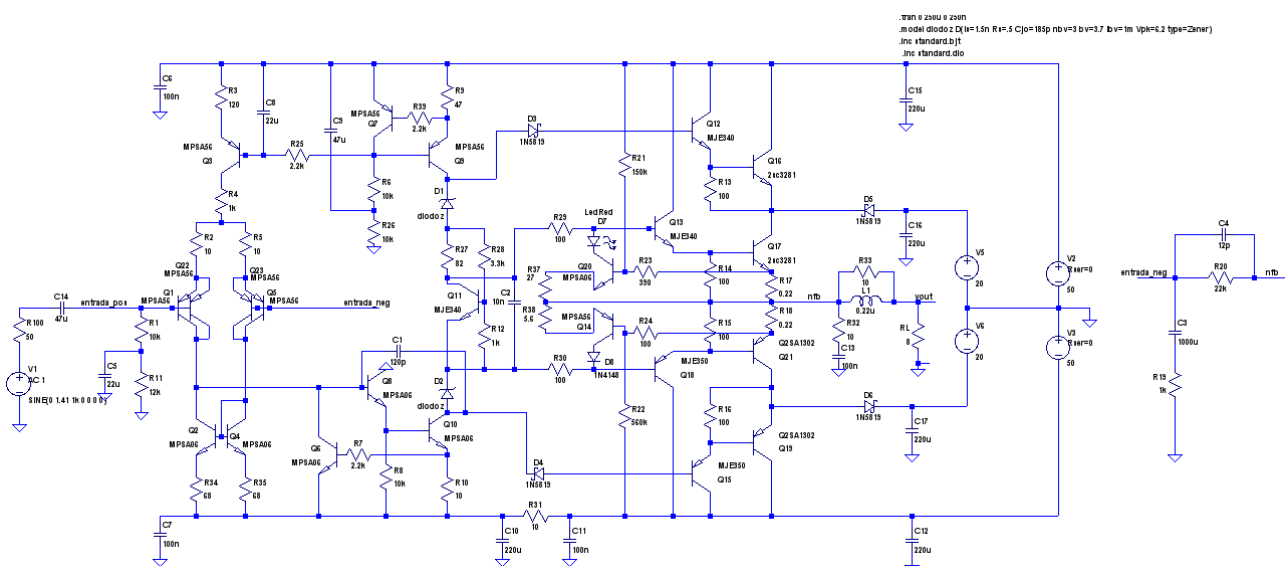 .tran 0 250u 0 250n
.model diodoz D(Is=1.5n Rs=.5 Cjo=185p nbv=3 bv=3.7 Ibv=1m Vpk=6.2 type=Zener)
.inc standard.bjt
.inc standard.dio
C6
100n
R3
120
C8
22u
C9
47u
MPSA56
Q7
R39
2.2k
R9
47
MPSA56
Q9
D3
1N5819
Q12
MJE340
C15
220u
MPSA56
Q3
R25
2.2k
R4
1k
R6
10k
R26
10k
D1
diodoz
R21
150k
R13
100
Q16
2sc3281
D5
1N5819
C16
220u
V5
20
V2
Rser=0
50
R2
10
R5
10
Q22
MPSA56
Q23
MPSA56
Q1
MPSA56
Q5
MPSA56
R27
82
R28
3.3k
R29
100
LedRed
D7
Q13
MJE340
Q20
MPSA06
Q17
2sc3281
R37
27
R23
390
R14
100
R17
0.22
R33
10
L1
0.22u
nfb
vout
C14
47u
entrada_pos
entrada_neg
R100
50
R1
10k
C5
22u
R11
12k
V1
AC 1
SINE(0 1.41 1k 0 0 0 0)
Q11
MJE340
C2
10n
R12
1k
R38
5.6
MPSA56
Q14
R24
100
R15
100
R18
0.22
R32
10
C13
100n
RL
8
V6
20
V3
Rser=0
50
C1
120p
Q8
MPSA06
D2
diodoz
R30
100
D8
1N4148
MJE350
Q18
Q2SA1302
Q21
D6
1N5819
C17
220u
Q2
MPSA06
Q4
MPSA06
R34
68
R35
68
Q6
MPSA06
R7
2.2k
R8
10k
Q10
MPSA06
R10
10
D4
1N5819
R22
560k
R16
100
MJE350
Q15
Q2SA1302
Q19
C7
100n
R31
10
C10
220u
C11
100n
C12
220u
entrada_neg
C4
12p
R20
22k
nfb
C3
1000u
R19
1k